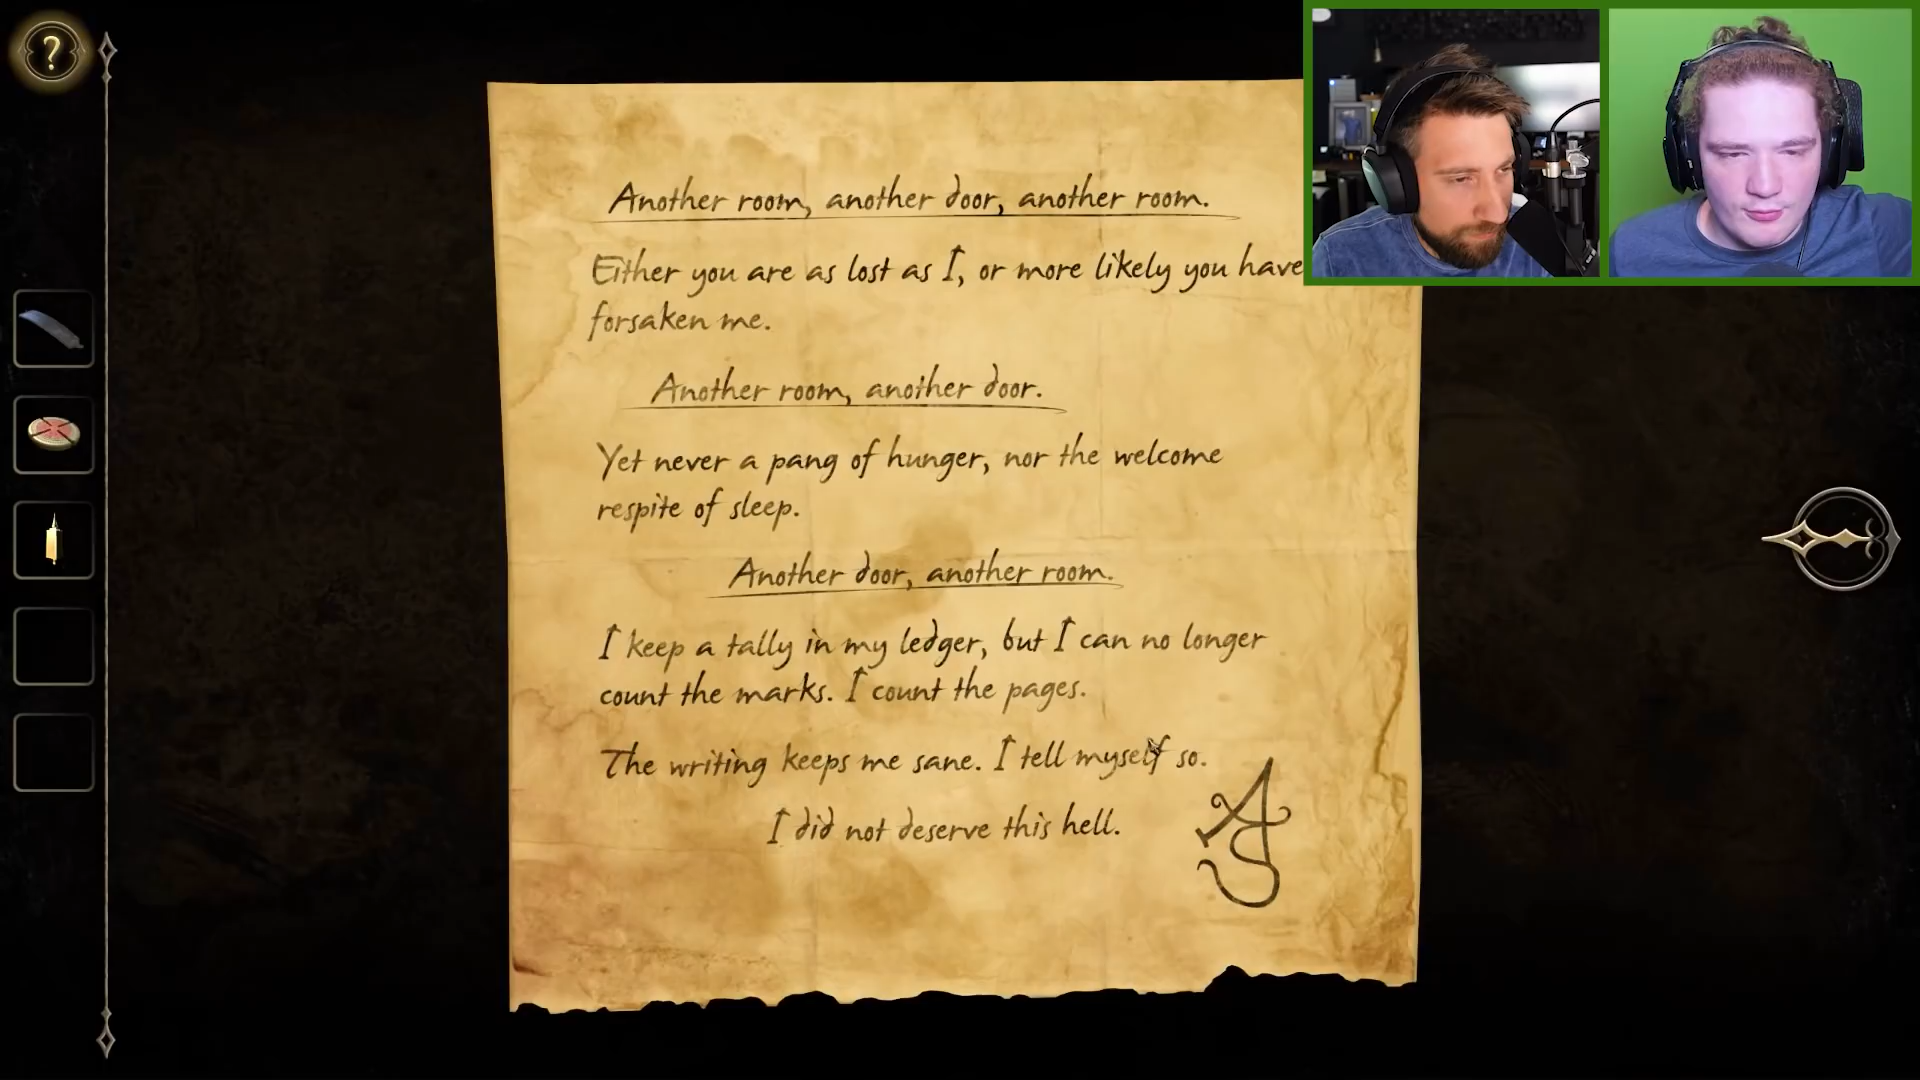 ?
Another room, another door, another room.
Either you are as lost as I, or more likely you have
forsaken me.
Another room, another door.
Yet never a pang of hunger, nor the welcome
respite of sleep.
Another door, another room.
I keep a tally in my ledger, but I can no longer
count the marks. I count the pages.
The writing keeps me sane. I tell myself so.
I did not deserve this hell.
AS